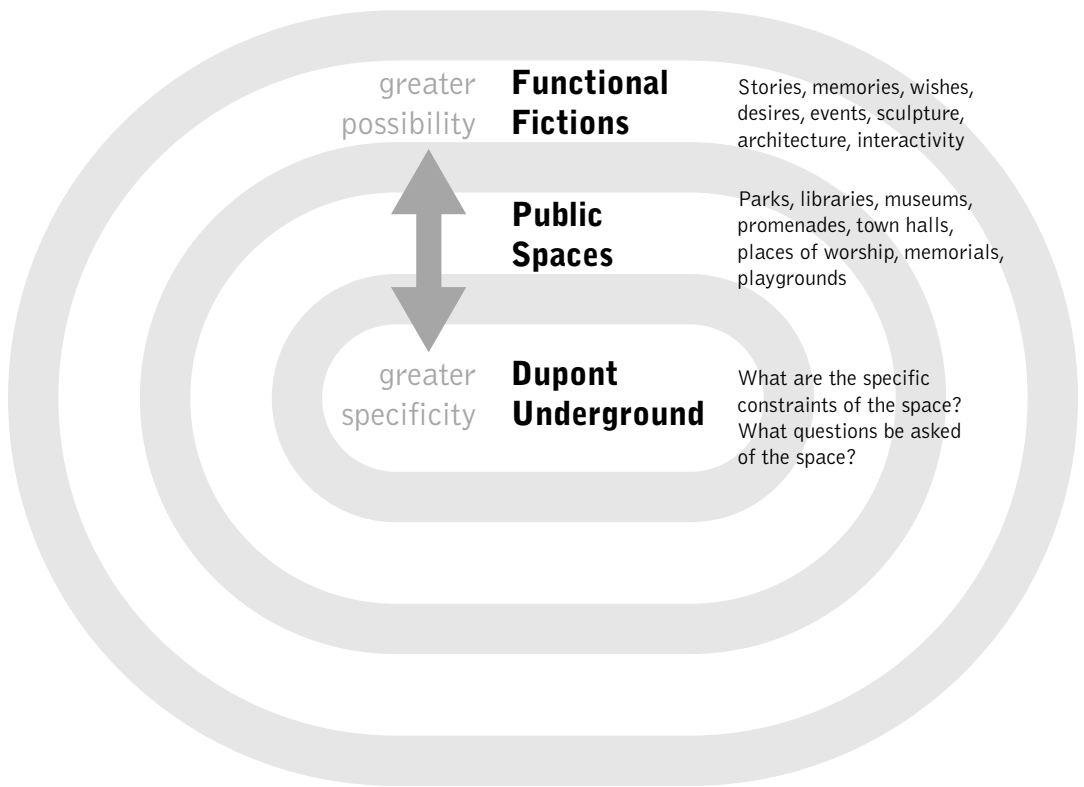 greater
possibility
Functional
Fictions
Stories, memories, wishes,
desires, events, sculpture,
architecture, interactivity
Public
Spaces
Parks, libraries, museums,
promenades, town halls,
places of worship, memorials,
playgrounds
greater
specificity
Dupont
Underground
What are the specific
constraints of the space?
What questions be asked
of the space?